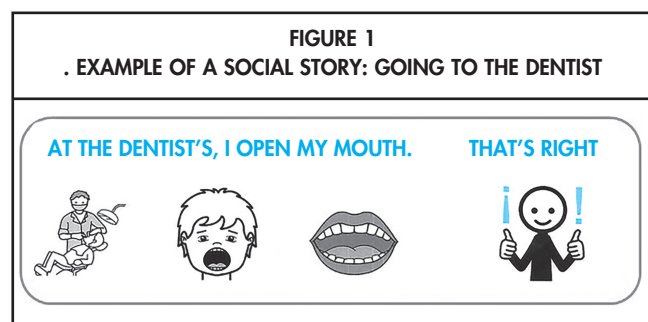 FIGURE 1
. EXAMPLE OF A SOCIAL STORY: GOING TO THE DENTIST
AT THE DENTIST'S, I OPEN MY MOUTH. THAT'S RIGHT
¡ !